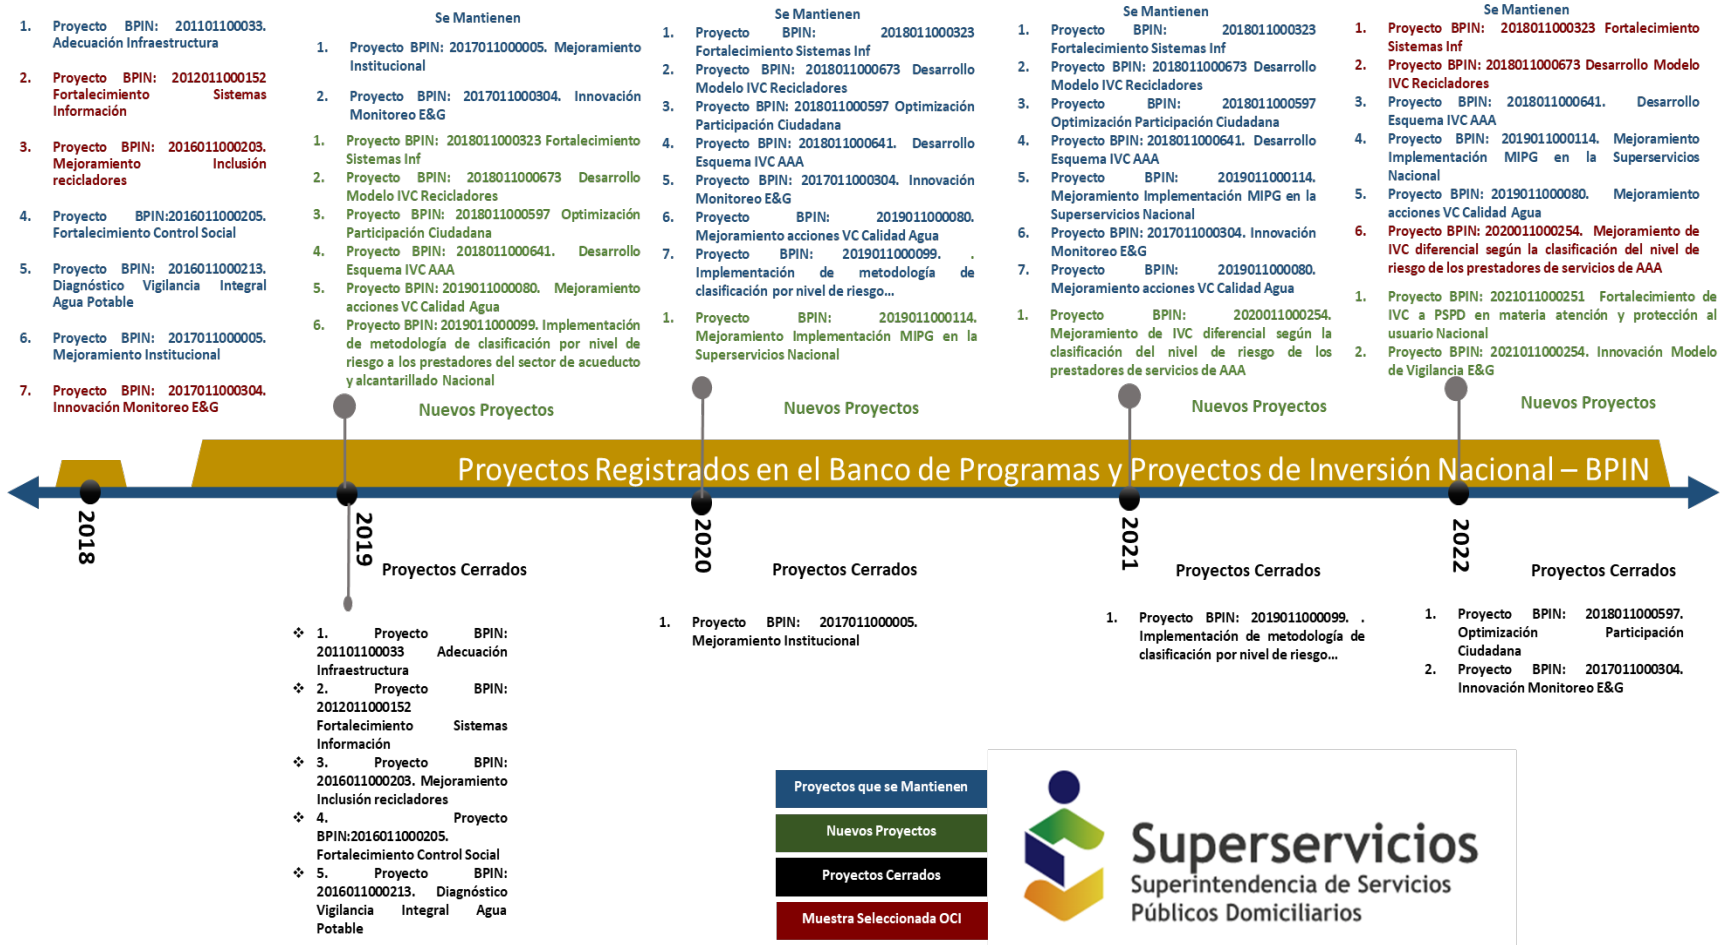 1. Proyecto BPIN: 201101100033.
Adecuación Infraestructura
2. Proyecto BPIN: 2012011000152
Fortalecimiento Sistemas
Información
3. Proyecto BPIN: 2016011000203.
Mejoramiento Inclusión
recicladores
4. Proyecto BPIN:2016011000205.
Fortalecimiento Control Social
5. Proyecto BPIN: 2016011000213.
Diagnóstico Vigilancia Integral
Agua Potable
6. Proyecto BPIN: 2017011000005.
Mejoramiento Institucional
7. Proyecto BPIN: 2017011000304.
Innovación Monitoreo E&G
Se Mantienen
1. Proyecto BPIN: 2017011000005. Mejoramiento
Institucional
2. Proyecto BPIN: 2017011000304. Innovación
Monitoreo E&G
1. Proyecto BPIN: 2018011000323 Fortalecimiento
Sistemas Inf
2. Proyecto BPIN: 2018011000673 Desarrollo
Modelo IVC Recicladores
3. Proyecto BPIN: 2018011000597 Optimización
Participación Ciudadana
4. Proyecto BPIN: 2018011000641. Desarrollo
Esquema IVC AAA
5. Proyecto BPIN: 2019011000080. Mejoramiento
acciones VC Calidad Agua
6. Proyecto BPIN: 2019011000099. Implementación
de metodología de clasificación por nivel de
riesgo a los prestadores del sector de acueducto
y alcantarillado Nacional
Nuevos Proyectos
Se Mantienen
1. Proyecto BPIN: 2018011000323
Fortalecimiento Sistemas Inf
2. Proyecto BPIN: 2018011000673 Desarrollo
Modelo IVC Recicladores
3. Proyecto BPIN: 2018011000597 Optimización
Participación Ciudadana
4. Proyecto BPIN: 2018011000641. Desarrollo
Esquema IVC AAA
5. Proyecto BPIN: 2017011000304. Innovación
Monitoreo E&G
6. Proyecto BPIN: 2019011000080.
Mejoramiento acciones VC Calidad Agua
7. Proyecto BPIN: 2019011000099. .
Implementación de metodología de
clasificación por nivel de riesgo...
1. Proyecto BPIN: 2019011000114.
Mejoramiento Implementación MIPG en la
Superservicios Nacional
Nuevos Proyectos
Se Mantienen
1. Proyecto BPIN: 2018011000323
Fortalecimiento Sistemas Inf
2. Proyecto BPIN: 2018011000673 Desarrollo
Modelo IVC Recicladores
3. Proyecto BPIN: 2018011000597
Optimización Participación Ciudadana
4. Proyecto BPIN: 2018011000641. Desarrollo
Esquema IVC AAA
5. Proyecto BPIN: 2019011000114.
Mejoramiento Implementación MIPG en la
Superservicios Nacional
6. Proyecto BPIN: 2017011000304. Innovación
Monitoreo E&G
7. Proyecto BPIN: 2019011000080.
Mejoramiento acciones VC Calidad Agua
1. Proyecto BPIN: 2020011000254.
Mejoramiento de IVC diferencial según la
clasificación del nivel de riesgo de los
prestadores de servicios de AAA
Nuevos Proyectos
Se Mantienen
1. Proyecto BPIN: 2018011000323 Fortalecimiento
Sistemas Inf
2. Proyecto BPIN: 2018011000673 Desarrollo Modelo
IVC Recicladores
3. Proyecto BPIN: 2018011000641. Desarrollo
Esquema IVC AAA
4. Proyecto BPIN: 2019011000114. Mejoramiento
Implementación MIPG en la Superservicios
Nacional
5. Proyecto BPIN: 2019011000080. Mejoramiento
acciones VC Calidad Agua
6. Proyecto BPIN: 2020011000254. Mejoramiento de
IVC diferencial según la clasificación del nivel de
riesgo de los prestadores de servicios de AAA
1. Proyecto BPIN: 2021011000251 Fortalecimiento de
IVC a PSPD en materia atención y protección al
usuario Nacional
2. Proyecto BPIN: 2021011000254. Innovación Modelo
de Vigilancia E&G
Nuevos Proyectos
Proyectos Registrados en el Banco de Programas y Proyectos de Inversión Nacional – BPIN
2018
2019
2020
2021
2022
Proyectos Cerrados
❖ 1. Proyecto BPIN:
201101100033 Adecuación
Infraestructura
❖ 2. Proyecto BPIN:
2012011000152
Fortalecimiento Sistemas
Información
❖ 3. Proyecto BPIN:
2016011000203. Mejoramiento
Inclusión recicladores
❖ 4. Proyecto
BPIN:2016011000205.
Fortalecimiento Control Social
❖ 5. Proyecto BPIN:
2016011000213. Diagnóstico
Vigilancia Integral Agua
Potable
Proyectos Cerrados
1. Proyecto BPIN: 2017011000005.
Mejoramiento Institucional
Proyectos Cerrados
1. Proyecto BPIN: 2019011000099. .
Implementación de metodología de
clasificación por nivel de riesgo...
Proyectos Cerrados
1. Proyecto BPIN: 2018011000597.
Optimización Participación
Ciudadana
2. Proyecto BPIN: 2017011000304.
Innovación Monitoreo E&G
Proyectos que se Mantienen
Nuevos Proyectos
Proyectos Cerrados
Muestra Seleccionada OCI
Superservicios
Superintendencia de Servicios
Públicos Domiciliarios